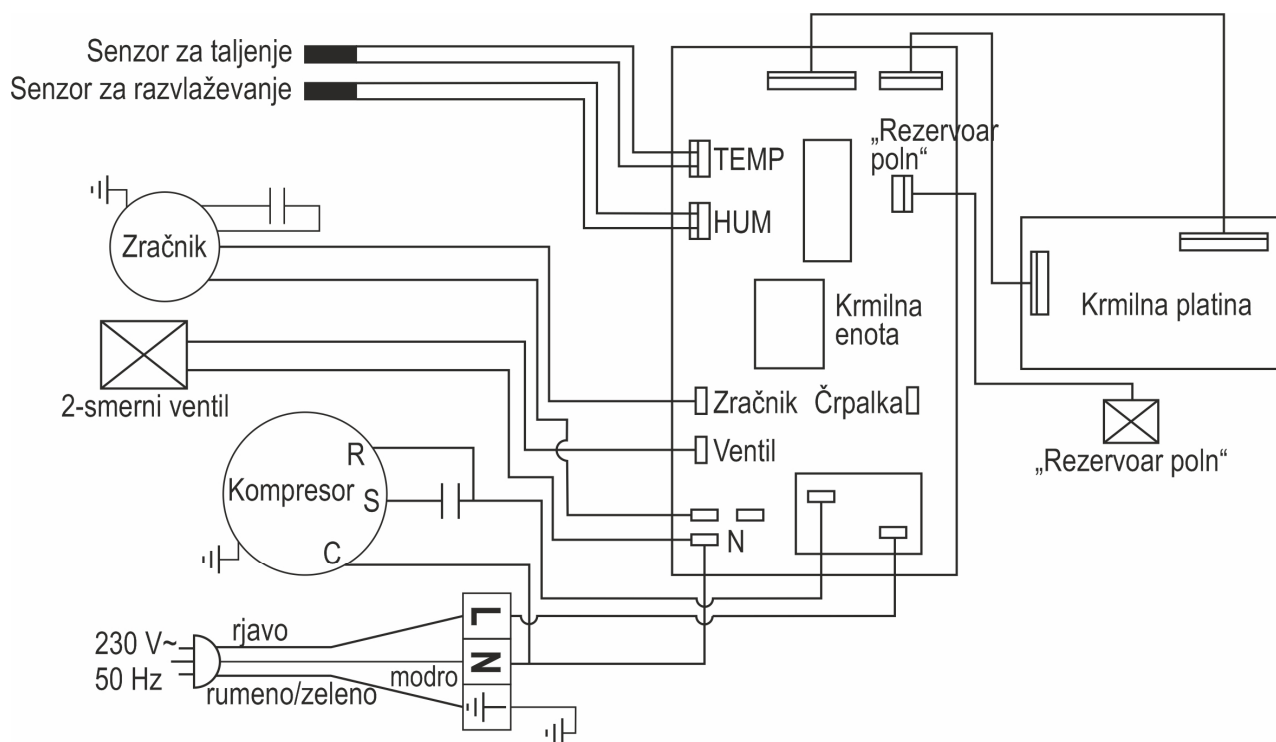 Senzor za taljenje
Senzor za razvlaževanje
TEMP
„Rezervoar
poln“
HUM
Zračnik
Krmilna
enota
Krmilna platina
2-smerni ventil
Zračnik
Črpalka
Ventil
„Rezervoar poln“
R
Kompresor
S
C
N
230 V~
50 Hz
rjavo
L
N
modro
rumeno/zeleno